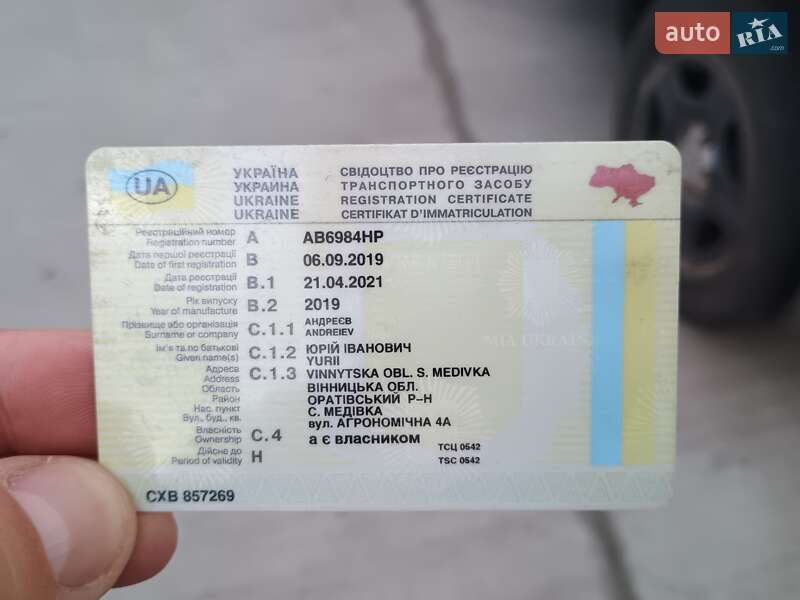 auto RIA .com
UA
УКРАЇНА
УКРАИНА
UKRAINE
UKRAINE
СВІДОЦТВО ПРО РЕЄСТРАЦІЮ
ТРАНСПОРТНОГО ЗАСОБУ
REGISTRATION CERTIFICATE
CERTIFIKAT D'IMMATRICULATION
Реєстраційний номер
Registration number A AB6984HP
Дата першої реєстрації
Date of first registration B 06.09.2019
Дата реєстрації
Date of registration B.1 21.04.2021
Рік випуску
Year of manufacture B.2 2019
Прізвище або організація
Surname or company C.1.1 АНДРЕЄВ
ANDREIEV
Ім'я та по батькові
Given name(s) C.1.2 ЮРІЙ ІВАНОВИЧ
YURII
Адреса
Address C.1.3 VINNYTSKA OBL. S. MEDIVKA
Область ВІННИЦЬКА ОБЛ.
Район ОРАТІВСЬКИЙ Р-Н
Нас. пункт С. МЕДІВКА
Вул., буд., кв. вул. АГРОНОМІЧНА 4А
Власність
Ownership C.4 а є власником
Дійсне до
Period of validity H
ТСЦ 0542
TSC 0542
MIA UKRAINE
СХВ 857269